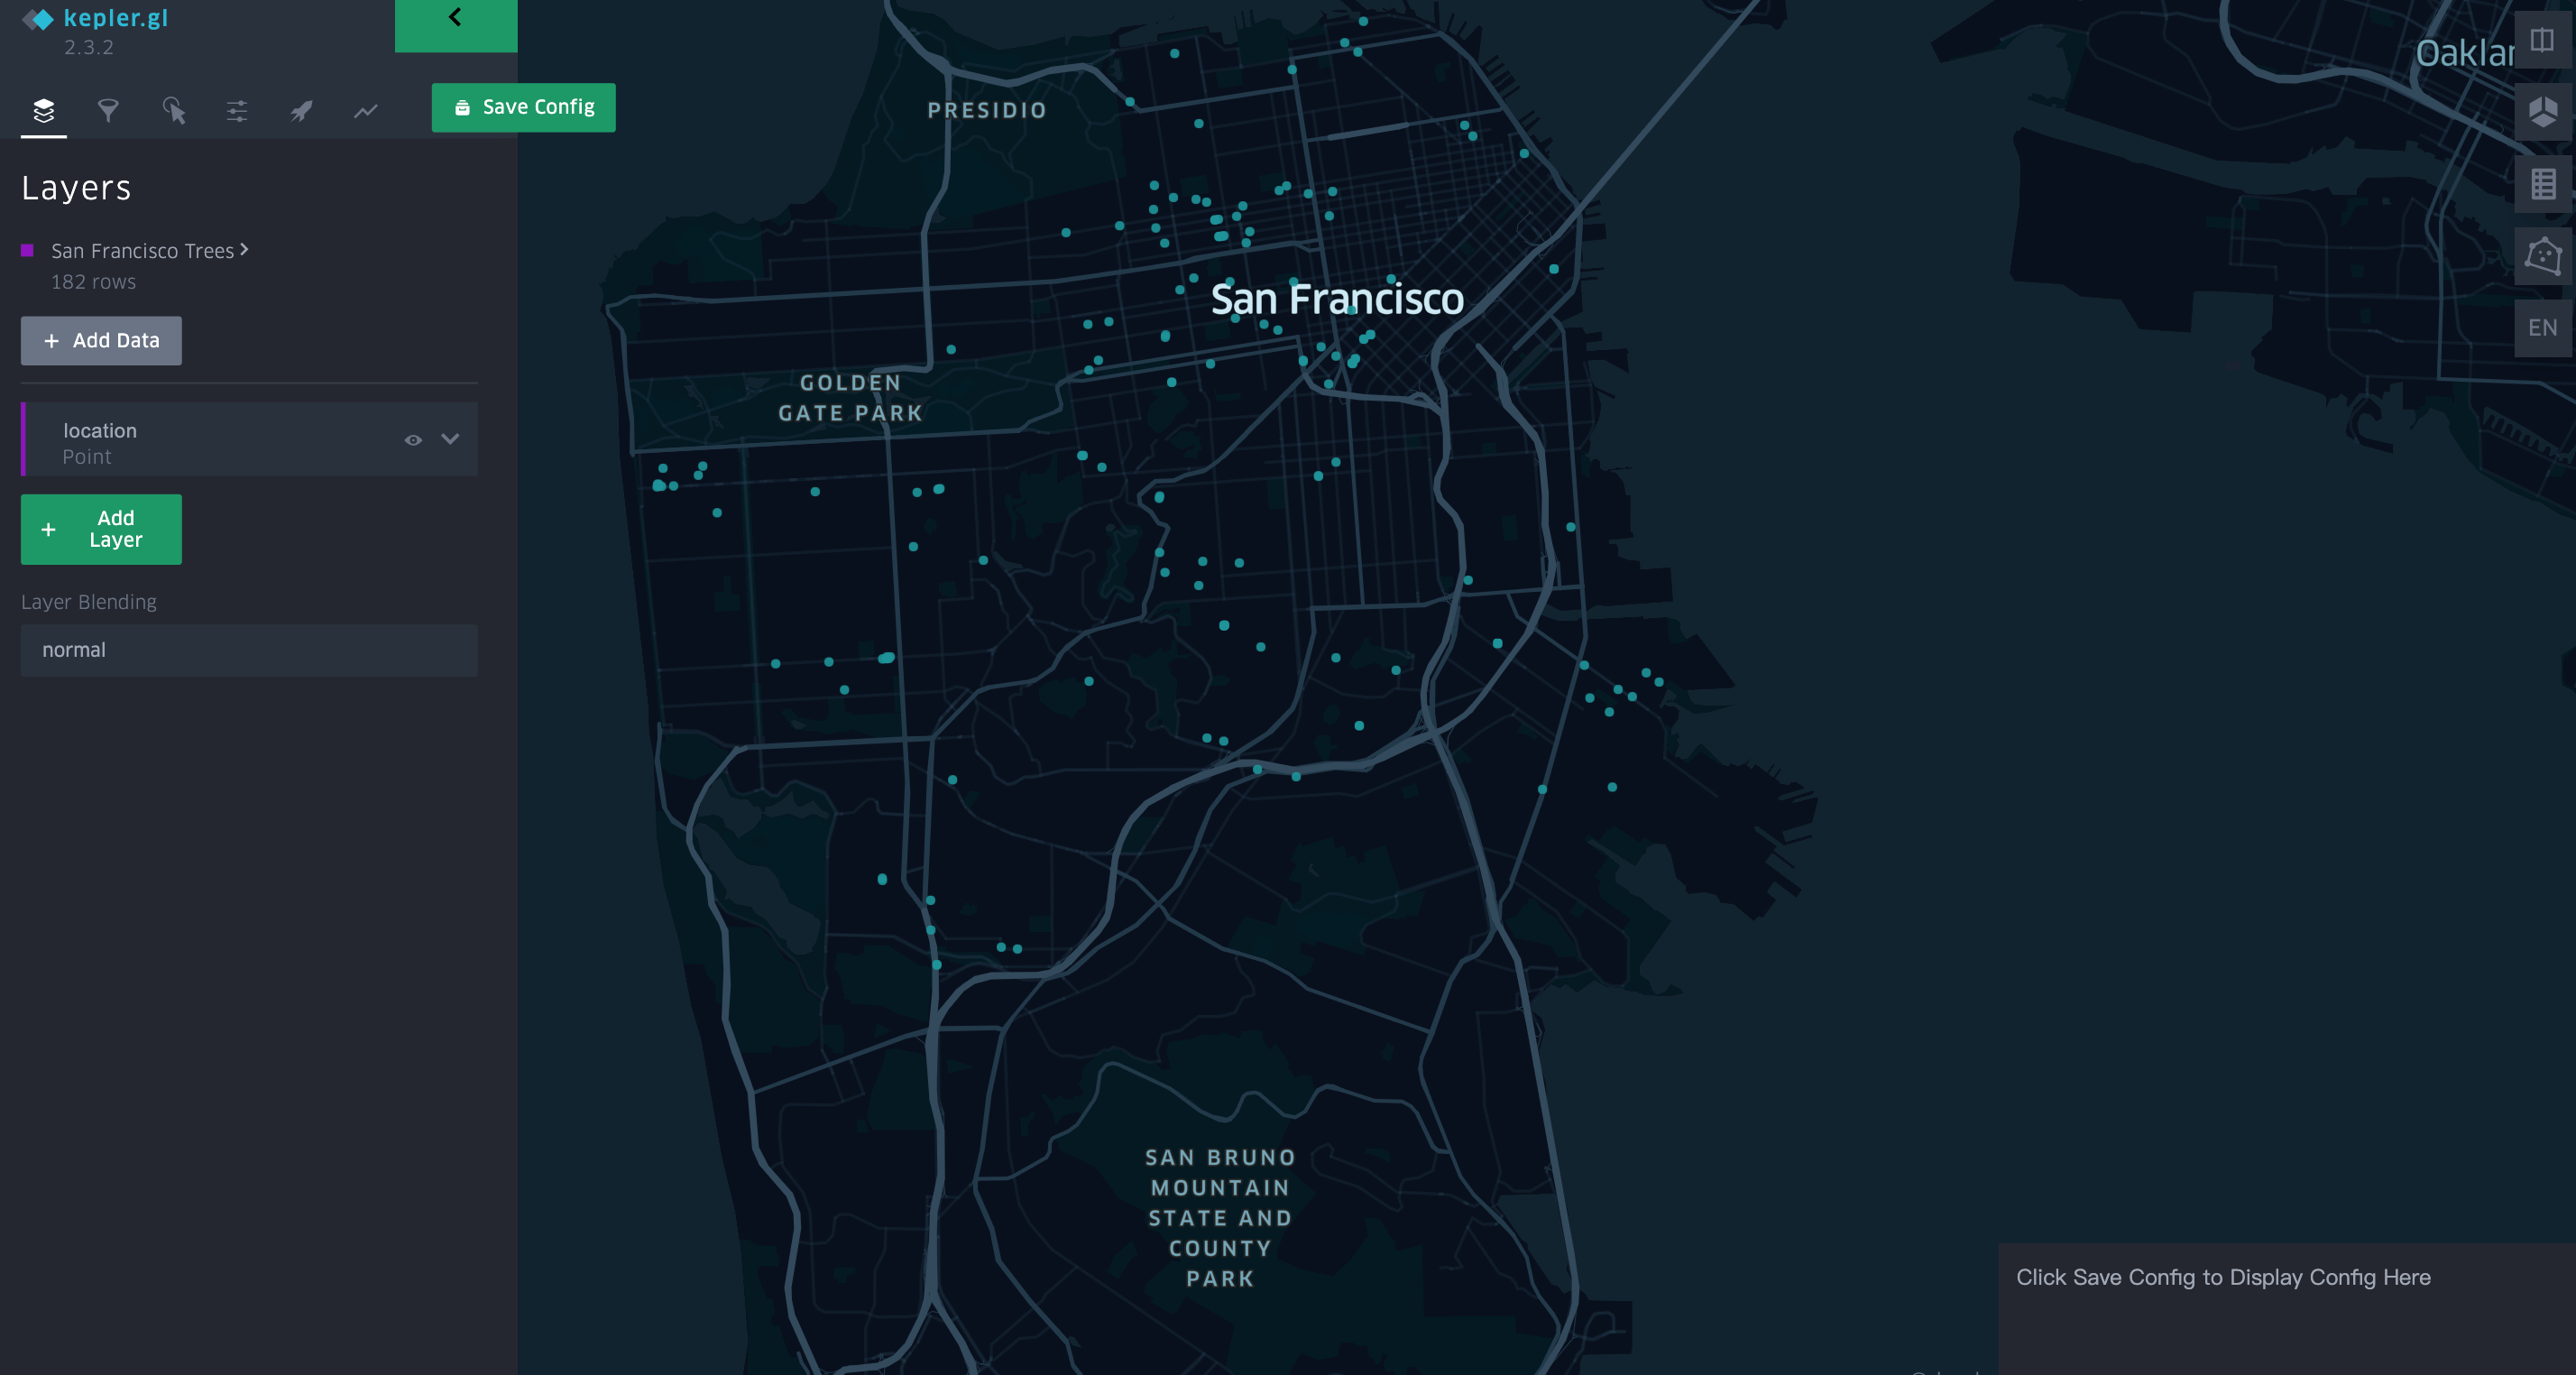 kepler.gl
2.3.2
Save Config
Layers
San Francisco Trees
182 rows
+ Add Data
location
Point
+ Add
Layer
Layer Blending
normal
PRESIDIO
San Francisco
GOLDEN
GATE PARK
SAN BRUNO
MOUNTAIN
STATE AND
COUNTY
PARK
EN
Click Save Config to Display Config Here